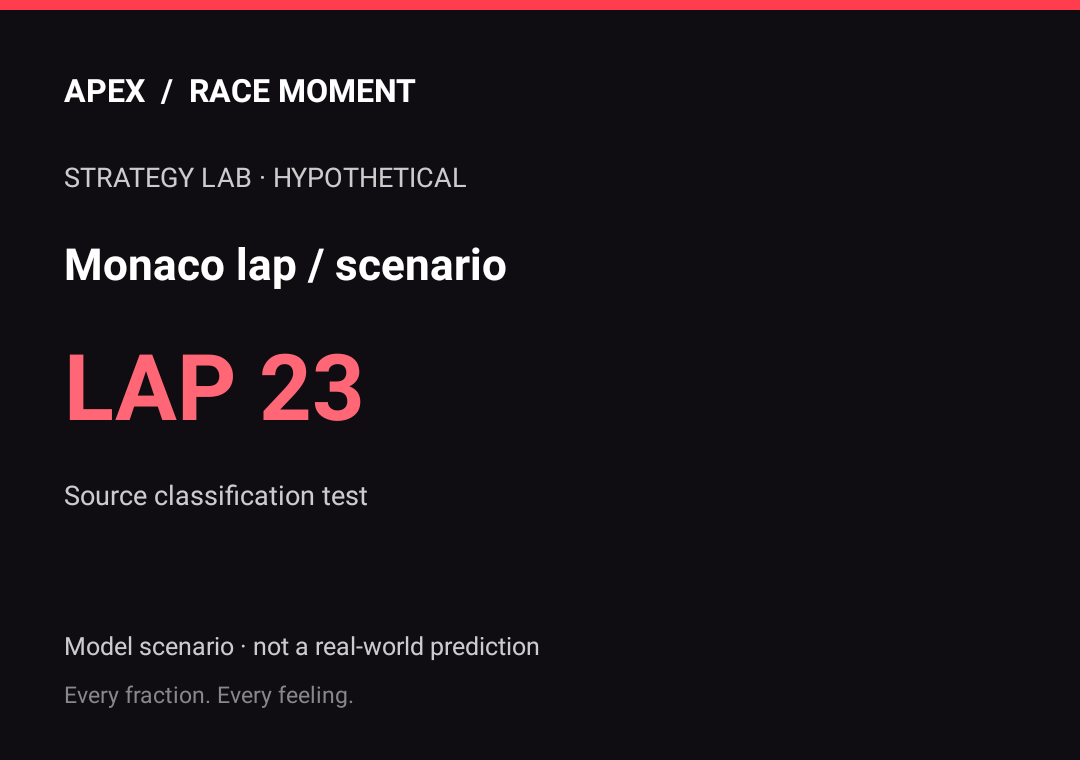 APEX / RACE MOMENT
STRATEGY LAB · HYPOTHETICAL
Monaco lap / scenario
LAP 23
Source classification test
Model scenario · not a real-world prediction
Every fraction. Every feeling.